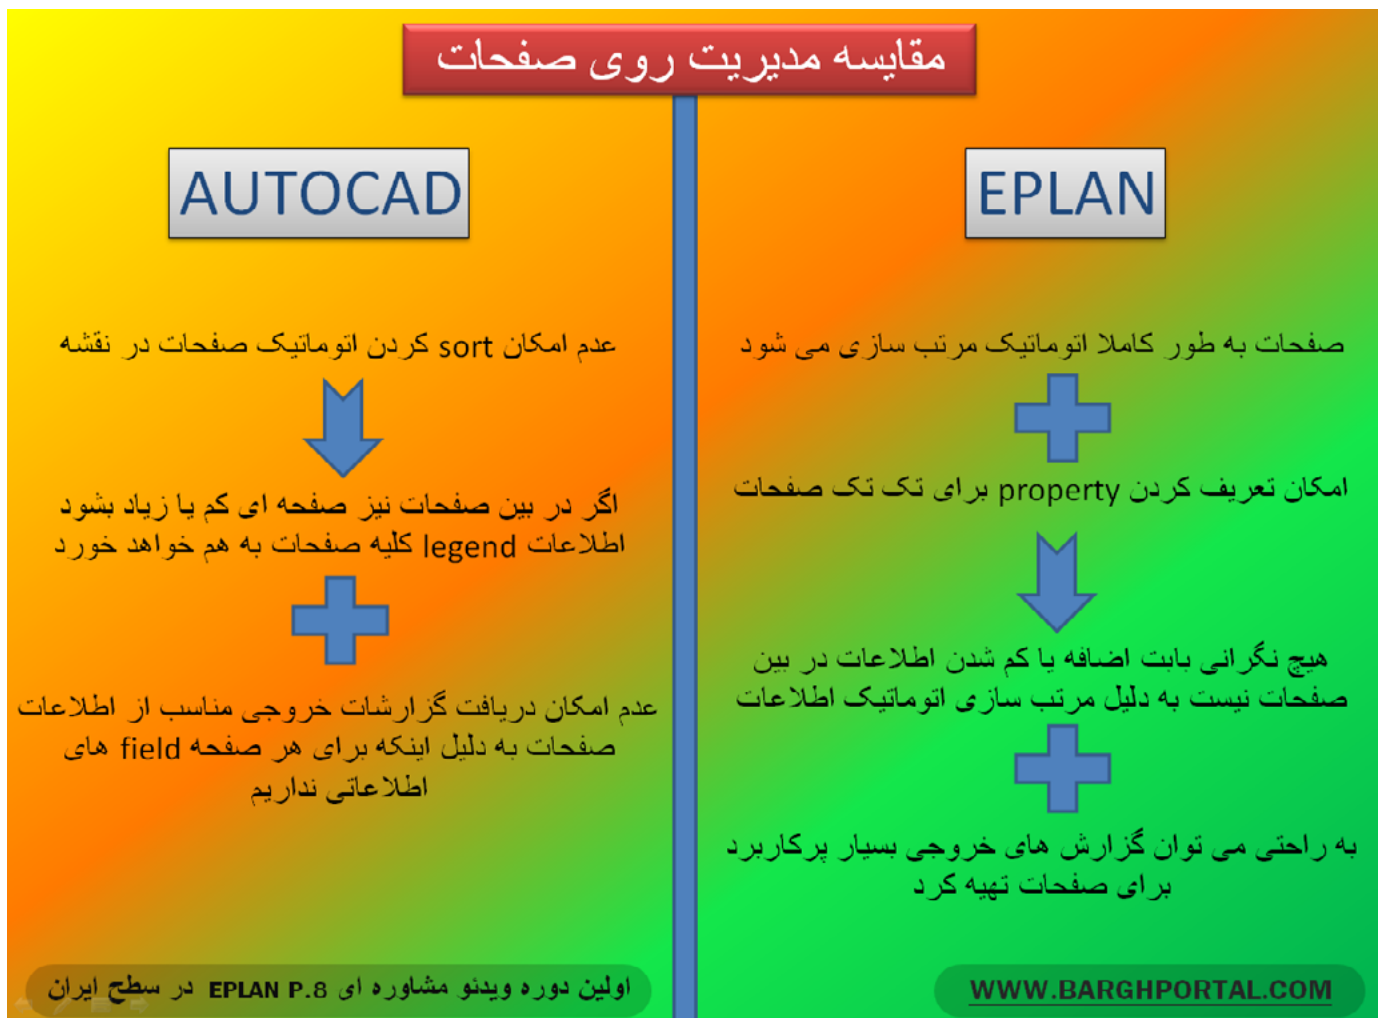 مقایسه مدیریت روی صفحات
EPLAN
صفحات به طور کاملا اتوماتیک مرتب سازی می شود
امکان تعریف کردن property برای تک تک صفحات
هیچ نگرانی بابت اضافه یا کم شدن اطلاعات در بین
صفحات نیست به دلیل مرتب سازی اتوماتیک اطلاعات
به راحتی می توان گزارش های خروجی بسیار پرکاربرد
برای صفحات تهیه کرد
WWW.BARGHPORTAL.COM
AUTOCAD
عدم امکان sort کردن اتوماتیک صفحات در نقشه
اگر در بین صفحات نیز صفحه ای کم یا زیاد بشود
اطلاعات legend کلیه صفحات به هم خواهد خورد
عدم امکان دریافت گزارشات خروجی مناسب از اطلاعات
صفحات به دلیل اینکه برای هر صفحه field های
اطلاعاتی نداریم
اولین دوره ویدئو مشاوره ای EPLAN P.8 در سطح ایران